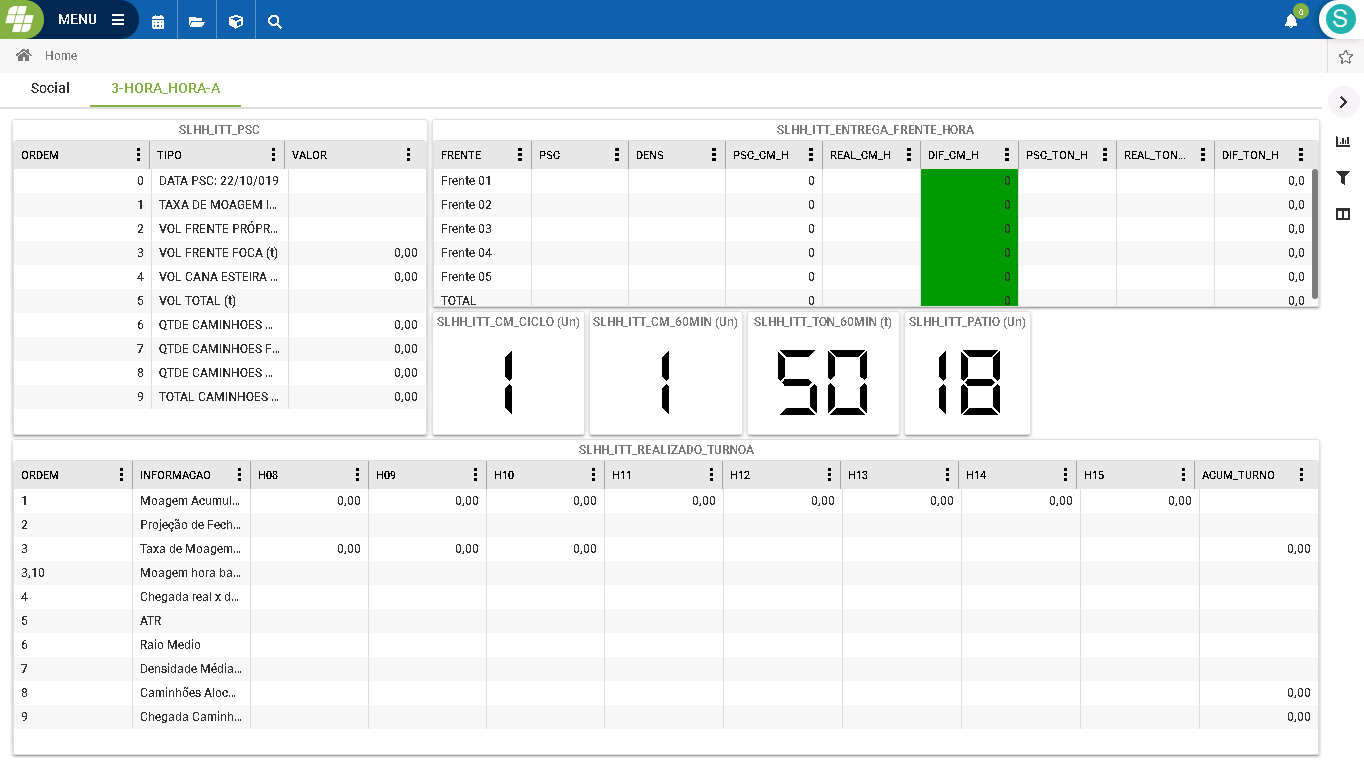 MENU
0
S
Home
Social 3-HORA_HORA-A
SLHH_ITT_PSC
ORDEM TIPO VALOR
0 DATA PSC: 22/10/019
1 TAXA DE MOAGEM I...
2 VOL FRENTE PRÓPR...
3 VOL FRENTE FOCA (t) 0,00
4 VOL CANA ESTEIRA ... 0,00
5 VOL TOTAL (t)
6 QTDE CAMINHOES ... 0,00
7 QTDE CAMINHOES F... 0,00
8 QTDE CAMINHOES ... 0,00
9 TOTAL CAMINHOES ... 0,00
SLHH_ITT_ENTREGA_FRENTE_HORA
FRENTE PSC DENS PSC_CM_H REAL_CM_H DIF_CM_H PSC_TON_H REAL_TON... DIF_TON_H
Frente 01 0 0 0,0
Frente 02 0 0 0,0
Frente 03 0 0 0,0
Frente 04 0 0 0,0
Frente 05 0 0 0,0
TOTAL 0 0 0,0
SLHH_ITT_CM_CICLO (Un) SLHH_ITT_CM_60MIN (Un) SLHH_ITT_TON_60MIN (t) SLHH_ITT_PATIO (Un)
1 1 50 18
SLHH_ITT_REALIZADO_TURNOA
ORDEM INFORMACAO H08 H09 H10 H11 H12 H13 H14 H15 ACUM_TURNO
1 Moagem Acumul... 0,00 0,00 0,00 0,00 0,00 0,00 0,00 0,00
2 Projeção de Fech...
3 Taxa de Moagem... 0,00 0,00 0,00 0,00
3,10 Moagem hora ba...
4 Chegada real x d...
5 ATR
6 Raio Medio
7 Densidade Média...
8 Caminhões Aloc... 0,00
9 Chegada Caminh... 0,00